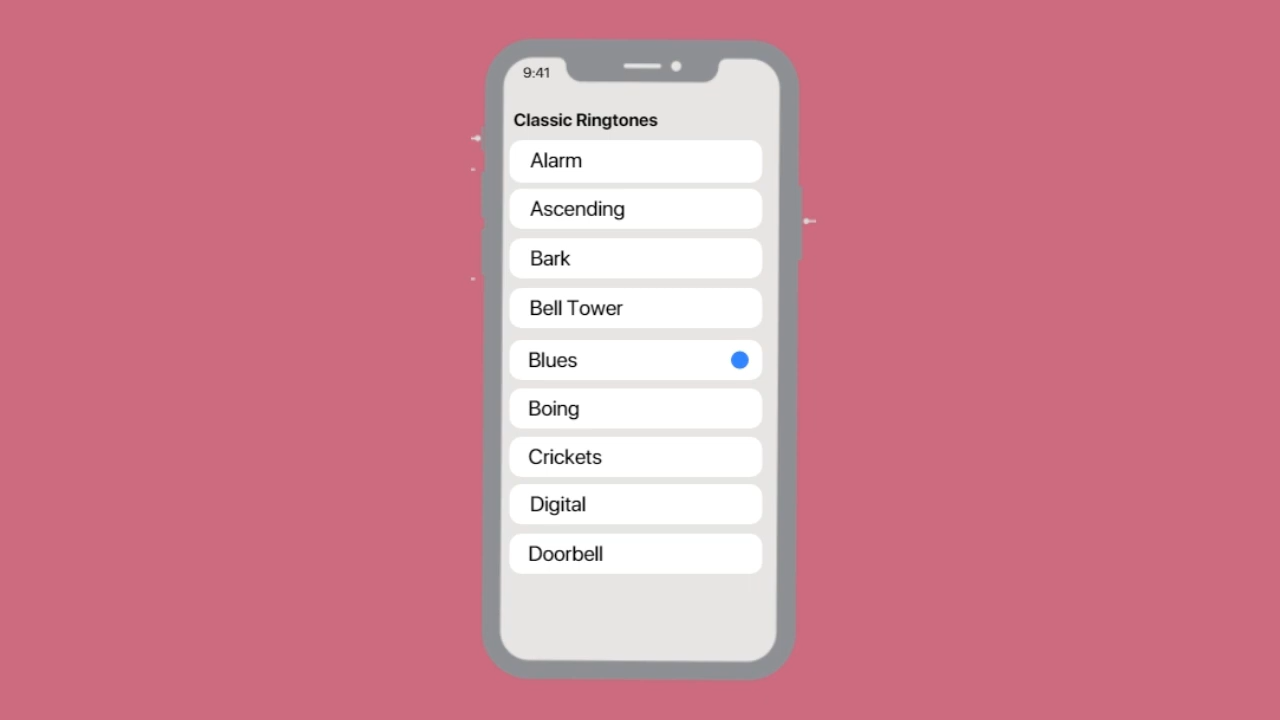 9:41
Classic Ringtones
Alarm
Ascending
Bark
Bell Tower
Blues
Boing
Crickets
Digital
Doorbell